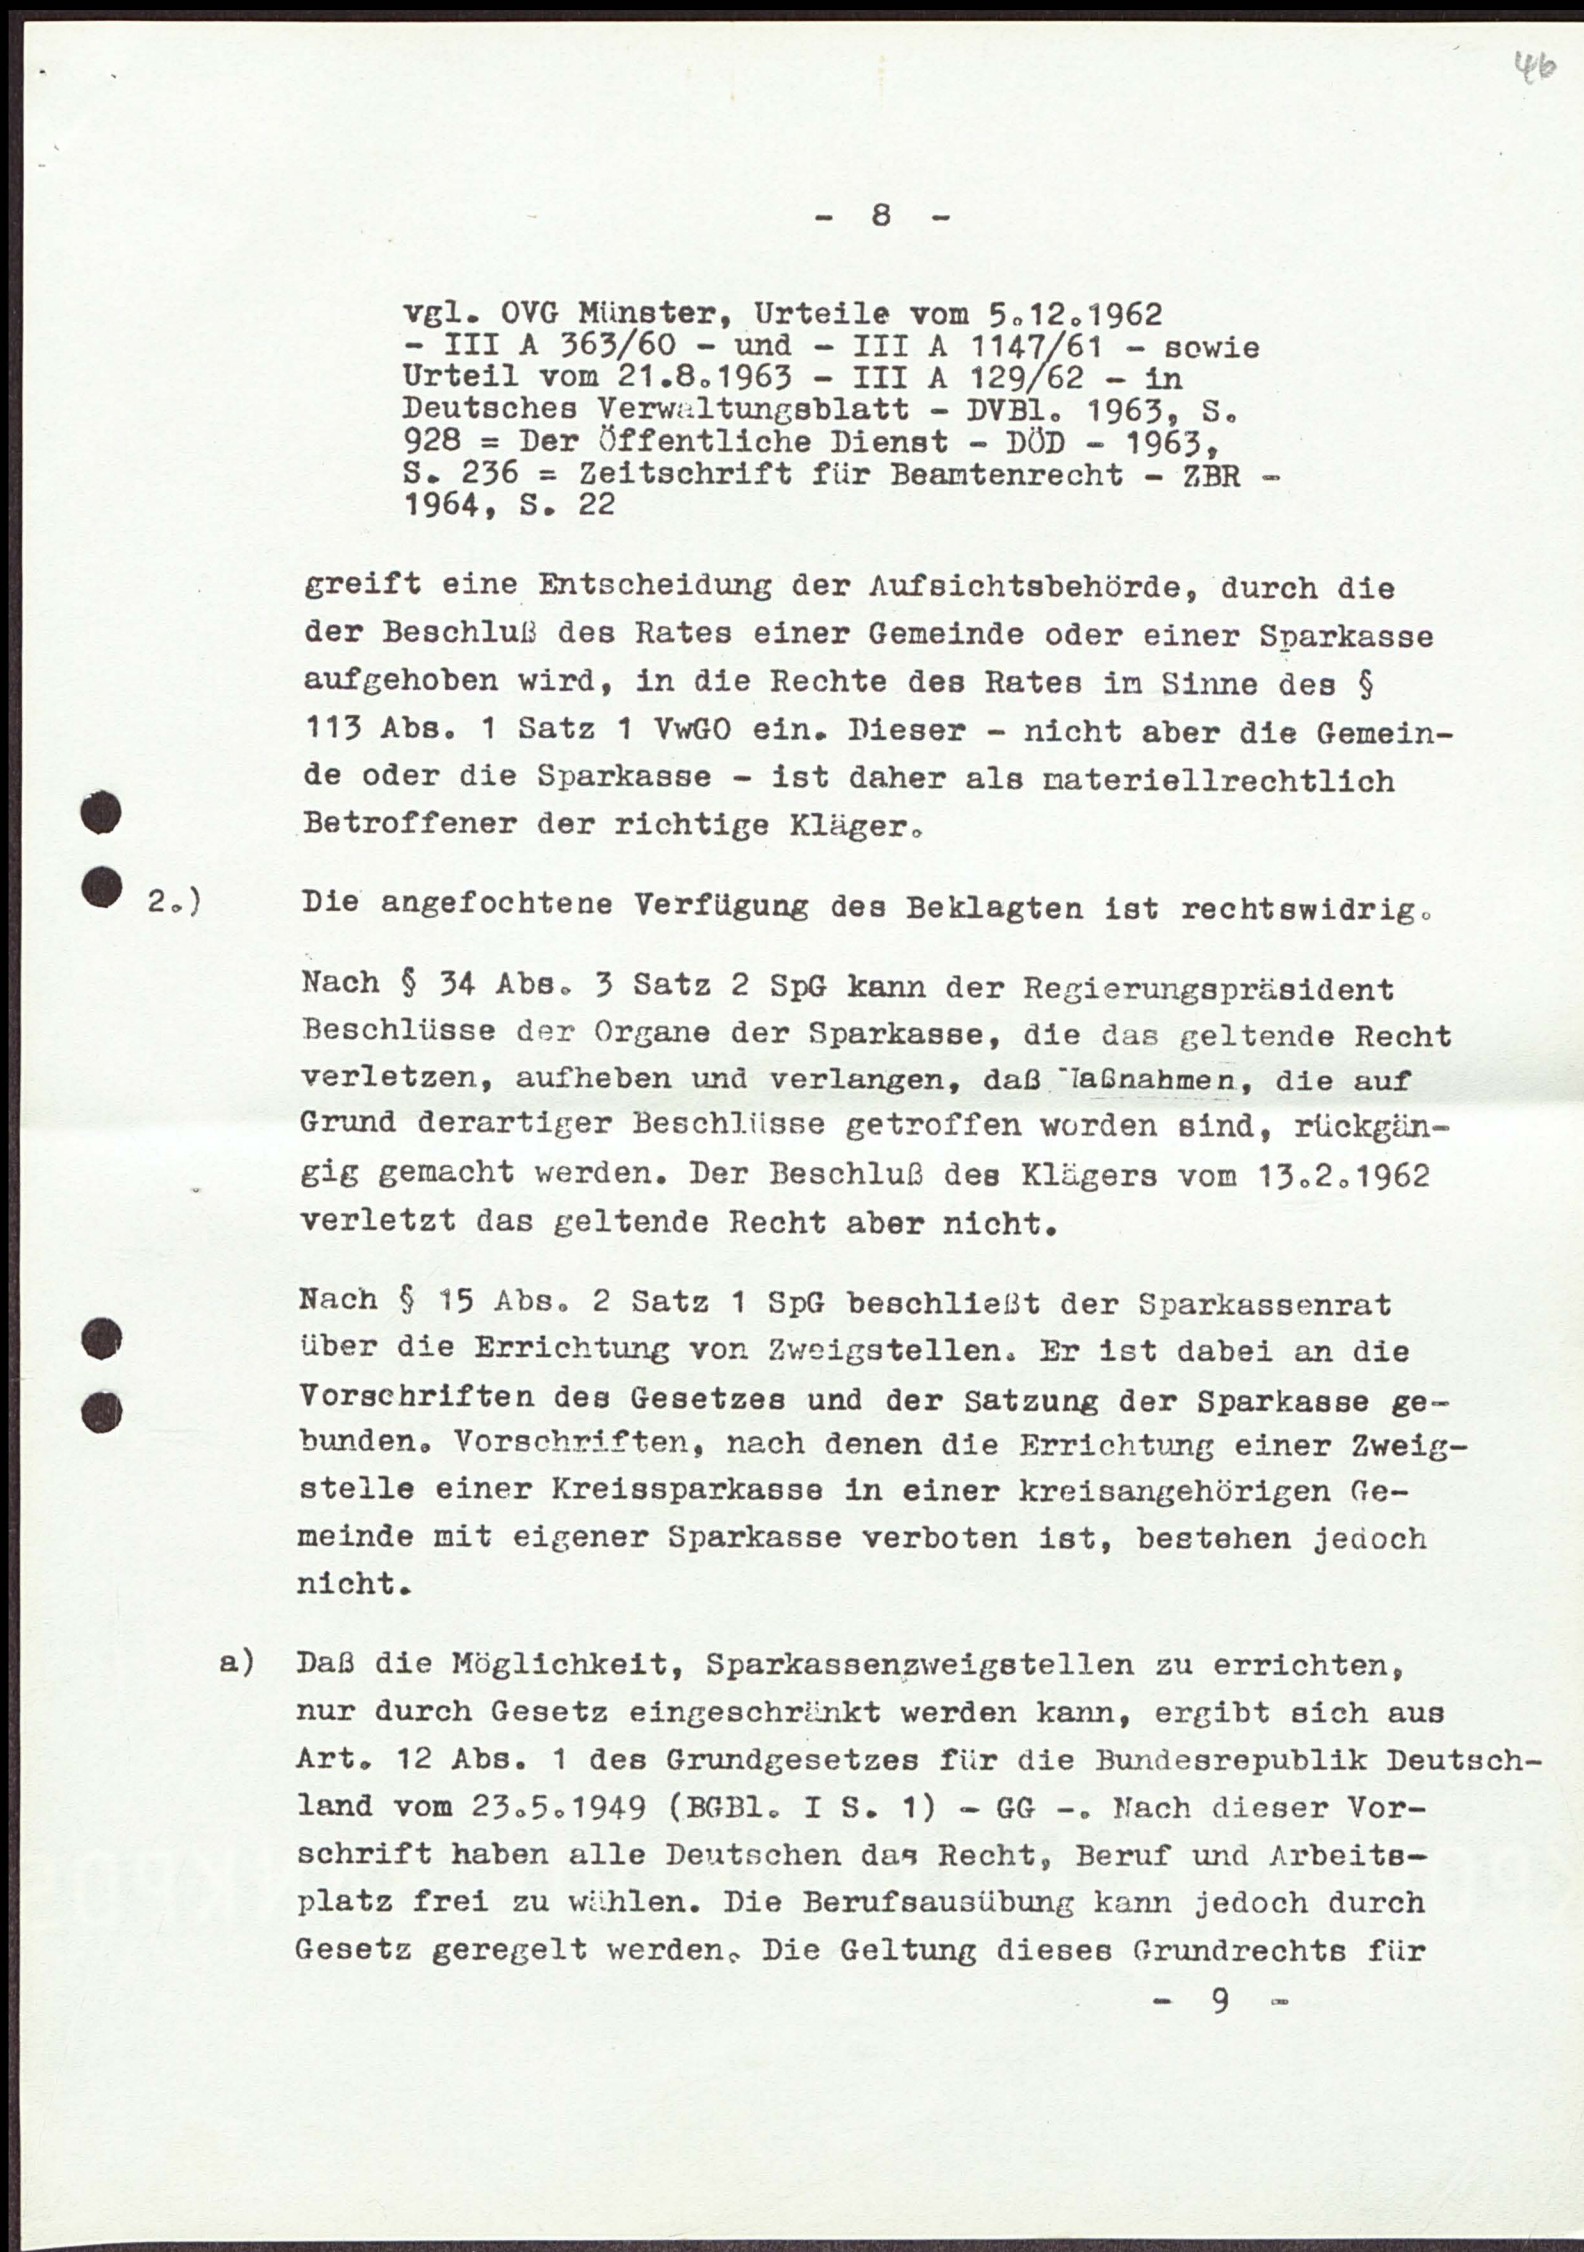 46
- 8 -
vgl. OVG Münster, Urteile vom 5.12.1962
- III A 363/60 - und - III A 1147/61 - sowie
Urteil vom 21.8.1963 - III A 129/62 - in
Deutsches Verwaltungsblatt - DVBl. 1963, S.
928 = Der Öffentliche Dienst - DÖD - 1963,
S. 236 = Zeitschrift für Beamtenrecht - ZBR -
1964, S. 22
greift eine Entscheidung der Aufsichtsbehörde, durch die
der Beschluß des Rates einer Gemeinde oder einer Sparkasse
aufgehoben wird, in die Rechte des Rates im Sinne des §
113 Abs. 1 Satz 1 VwGO ein. Dieser - nicht aber die Gemein-
de oder die Sparkasse - ist daher als materiellrechtlich
Betroffener der richtige Kläger.
2.) Die angefochtene Verfügung des Beklagten ist rechtswidrig.
Nach § 34 Abs. 3 Satz 2 SpG kann der Regierungspräsident
Beschlüsse der Organe der Sparkasse, die das geltende Recht
verletzen, aufheben und verlangen, daß Maßnahmen, die auf
Grund derartiger Beschlüsse getroffen worden sind, rückgän-
gig gemacht werden. Der Beschluß des Klägers vom 13.2.1962
verletzt das geltende Recht aber nicht.
Nach § 15 Abs. 2 Satz 1 SpG beschließt der Sparkassenrat
über die Errichtung von Zweigstellen. Er ist dabei an die
Vorschriften des Gesetzes und der Satzung der Sparkasse ge-
bunden. Vorschriften, nach denen die Errichtung einer Zweig-
stelle einer Kreissparkasse in einer kreisangehörigen Ge-
meinde mit eigener Sparkasse verboten ist, bestehen jedoch
nicht.
a) Daß die Möglichkeit, Sparkassenzweigstellen zu errichten,
nur durch Gesetz eingeschränkt werden kann, ergibt sich aus
Art. 12 Abs. 1 des Grundgesetzes für die Bundesrepublik Deutsch-
land vom 23.5.1949 (BGBl. I S. 1) - GG -. Nach dieser Vor-
schrift haben alle Deutschen das Recht, Beruf und Arbeits-
platz frei zu wählen. Die Berufsausübung kann jedoch durch
Gesetz geregelt werden. Die Geltung dieses Grundrechts für
- 9 -